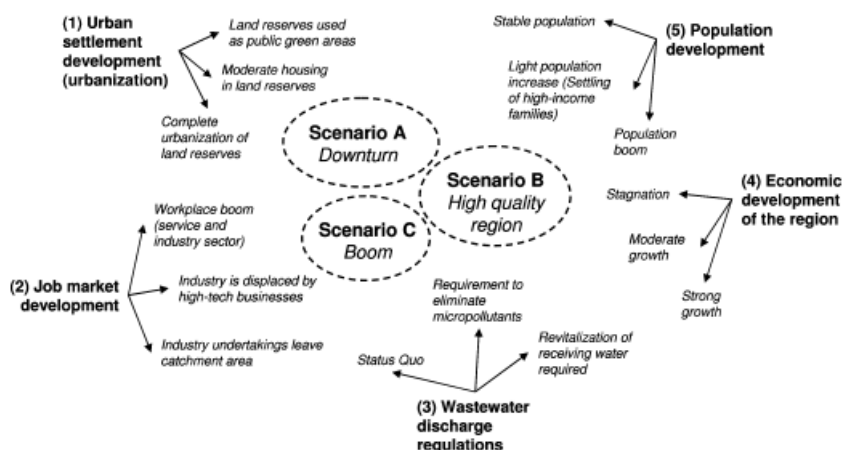 (1) Urban
settlement
development
(urbanization)
Land reserves used
as public green areas
Moderate housing
in land reserves
Complete
urbanization of
land reserves
Scenario A
Downturn
Scenario B
High quality
region
Scenario C
Boom
Stable population
(5) Population
development
Light population
increase (Settling
of high-income
families)
Population
boom
Stagnation
(4) Economic
development
of the region
Moderate
growth
Strong
growth
Workplace boom
(service and
industry sector)
(2) Job market
development
Industry is displaced by
high-tech businesses
Industry undertakings leave
catchment area
Requirement to
eliminate
micropollutants
Status Quo
Revitalization of
receiving water
required
(3) Wastewater
discharge
regulations